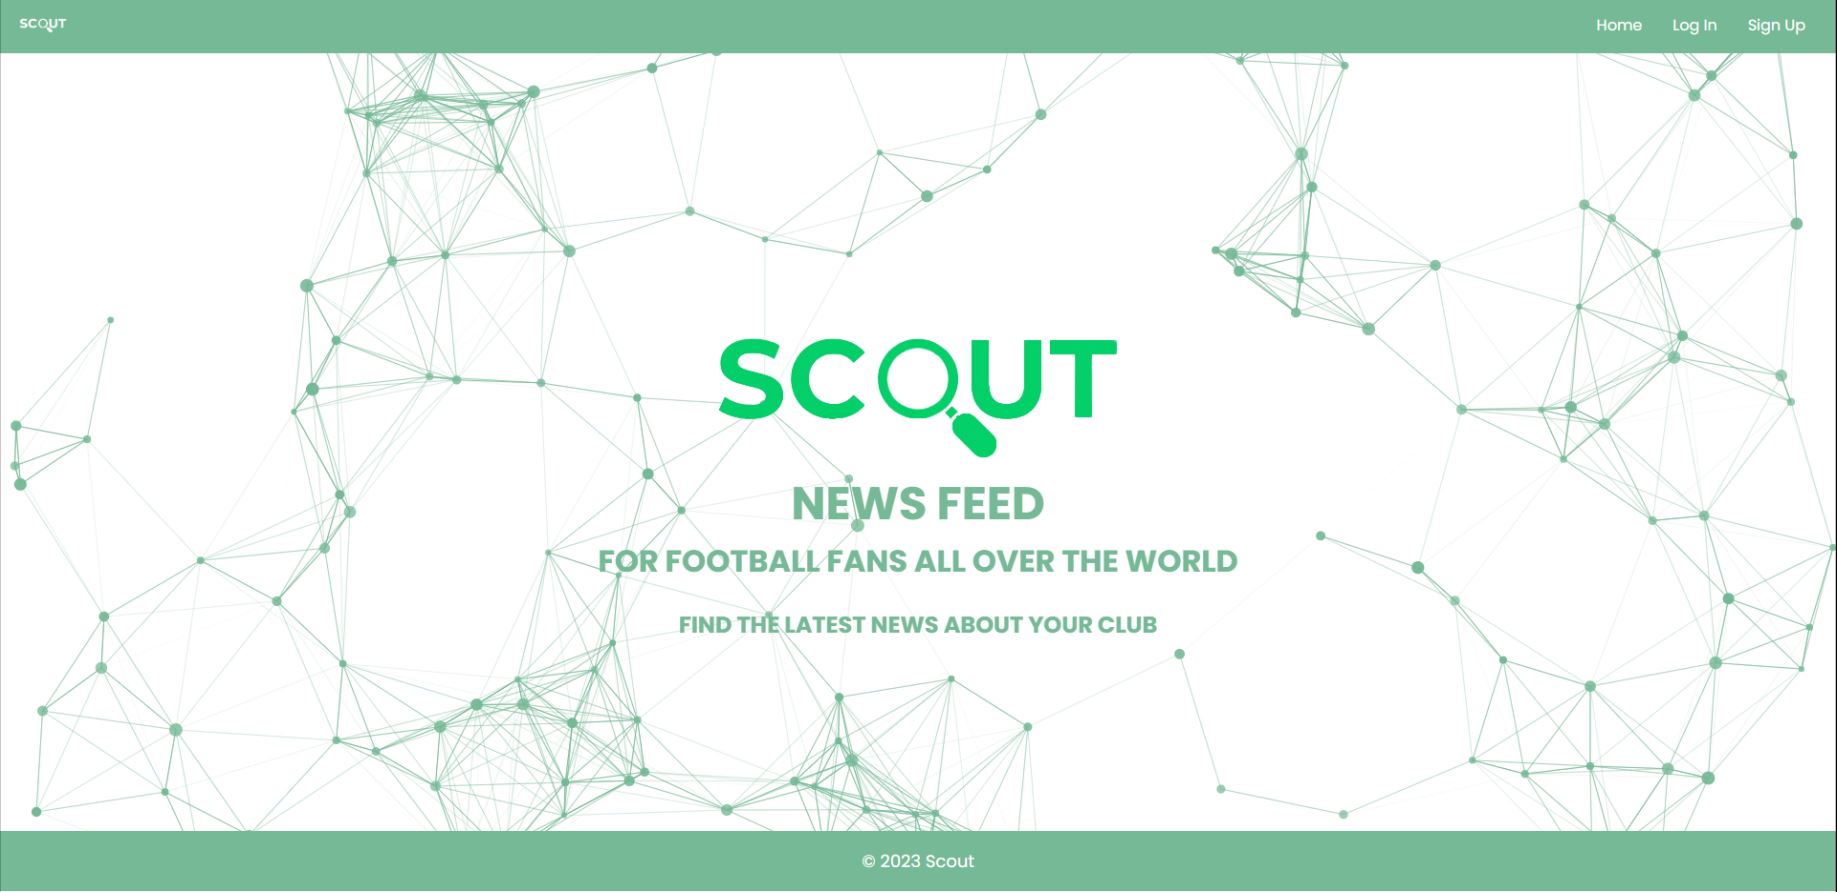 SCOUT
Home Log In Sign Up
SCOUT
NEWS FEED
FOR FOOTBALL FANS ALL OVER THE WORLD
FIND THE LATEST NEWS ABOUT YOUR CLUB
© 2023 Scout